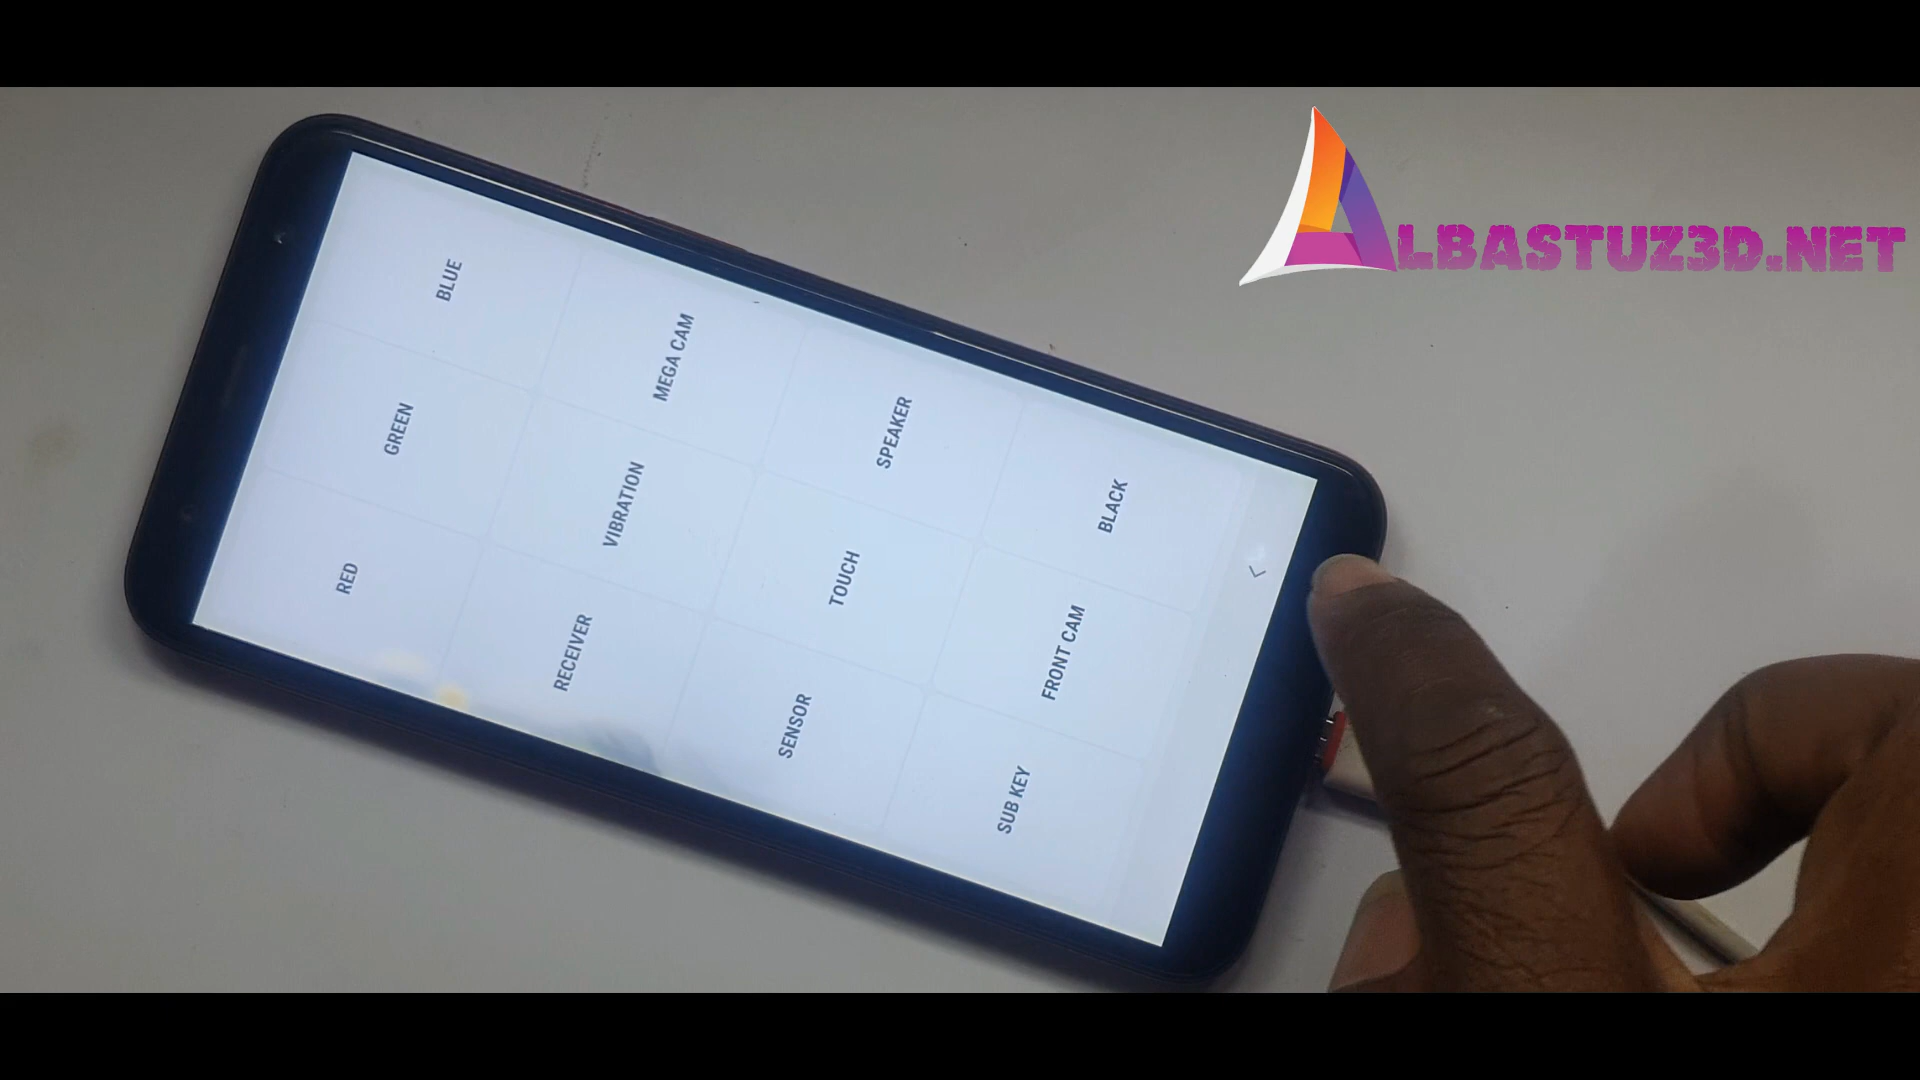 ALBASTUZ3D.NET
RED GREEN BLUE
RECEIVER VIBRATION MEGA CAM
SENSOR TOUCH SPEAKER
SUB KEY FRONT CAM BLACK